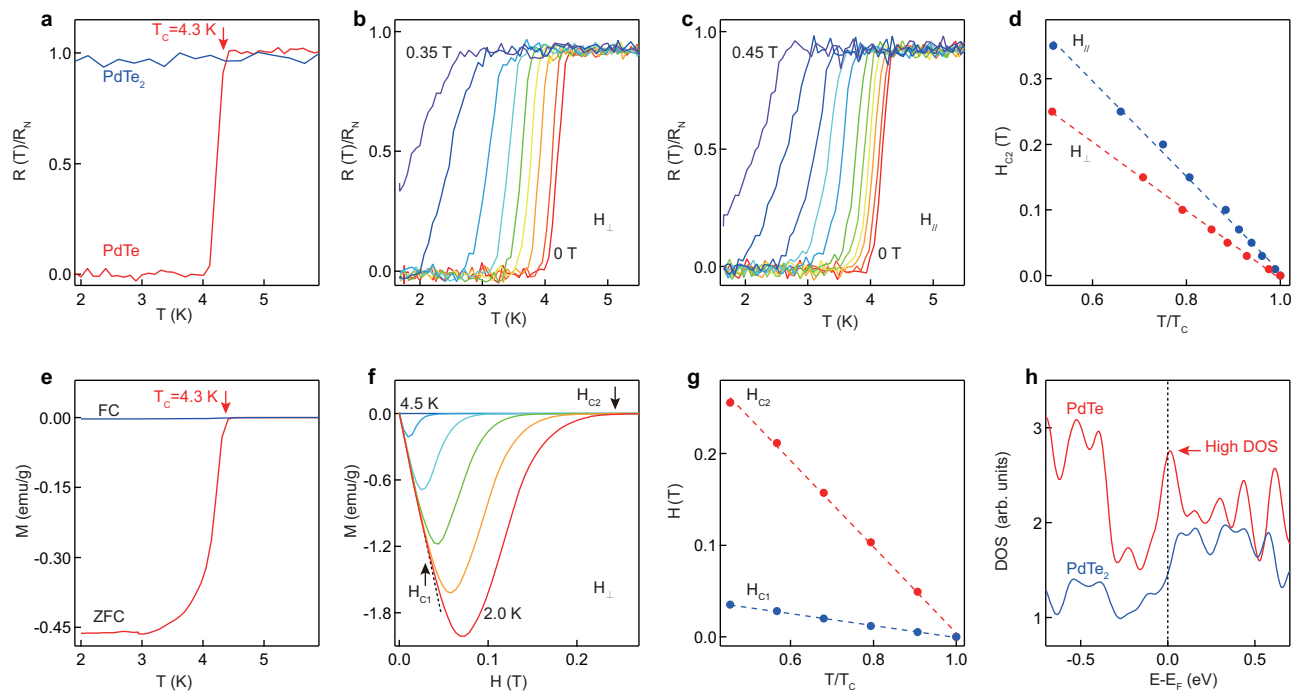 a
T_C=4.3 K
1.0
PdTe₂
R (T)/R_N
0.5
PdTe
0.0
2 3 4 5
T (K)
b
0.35 T
1.0
R (T)/R_N
0.5
H⊥
0 T
0.0
2 3 4 5
T (K)
c
0.45 T
1.0
R (T)/R_N
0.5
H//
0 T
0.0
2 3 4 5
T (K)
d
H//
0.3
H_C2 (T)
0.2
H⊥
0.1
0.0
0.6 0.8 1.0
T/T_C
e
T_C=4.3 K
FC
0.00
-0.15
M (emu/g)
-0.30
ZFC
-0.45
2 3 4 5
T (K)
f
H_C2
4.5 K
0.0
-0.6
M (emu/g)
-1.2
H_C1
H⊥
-1.8
2.0 K
0.0 0.1 0.2
H (T)
g
0.3
H_C2
0.2
H (T)
0.1
H_C1
0.0
0.6 0.8 1.0
T/T_C
h
PdTe
3
High DOS
DOS (arb. units)
2
PdTe₂
1
-0.5 0.0 0.5
E-E_F (eV)